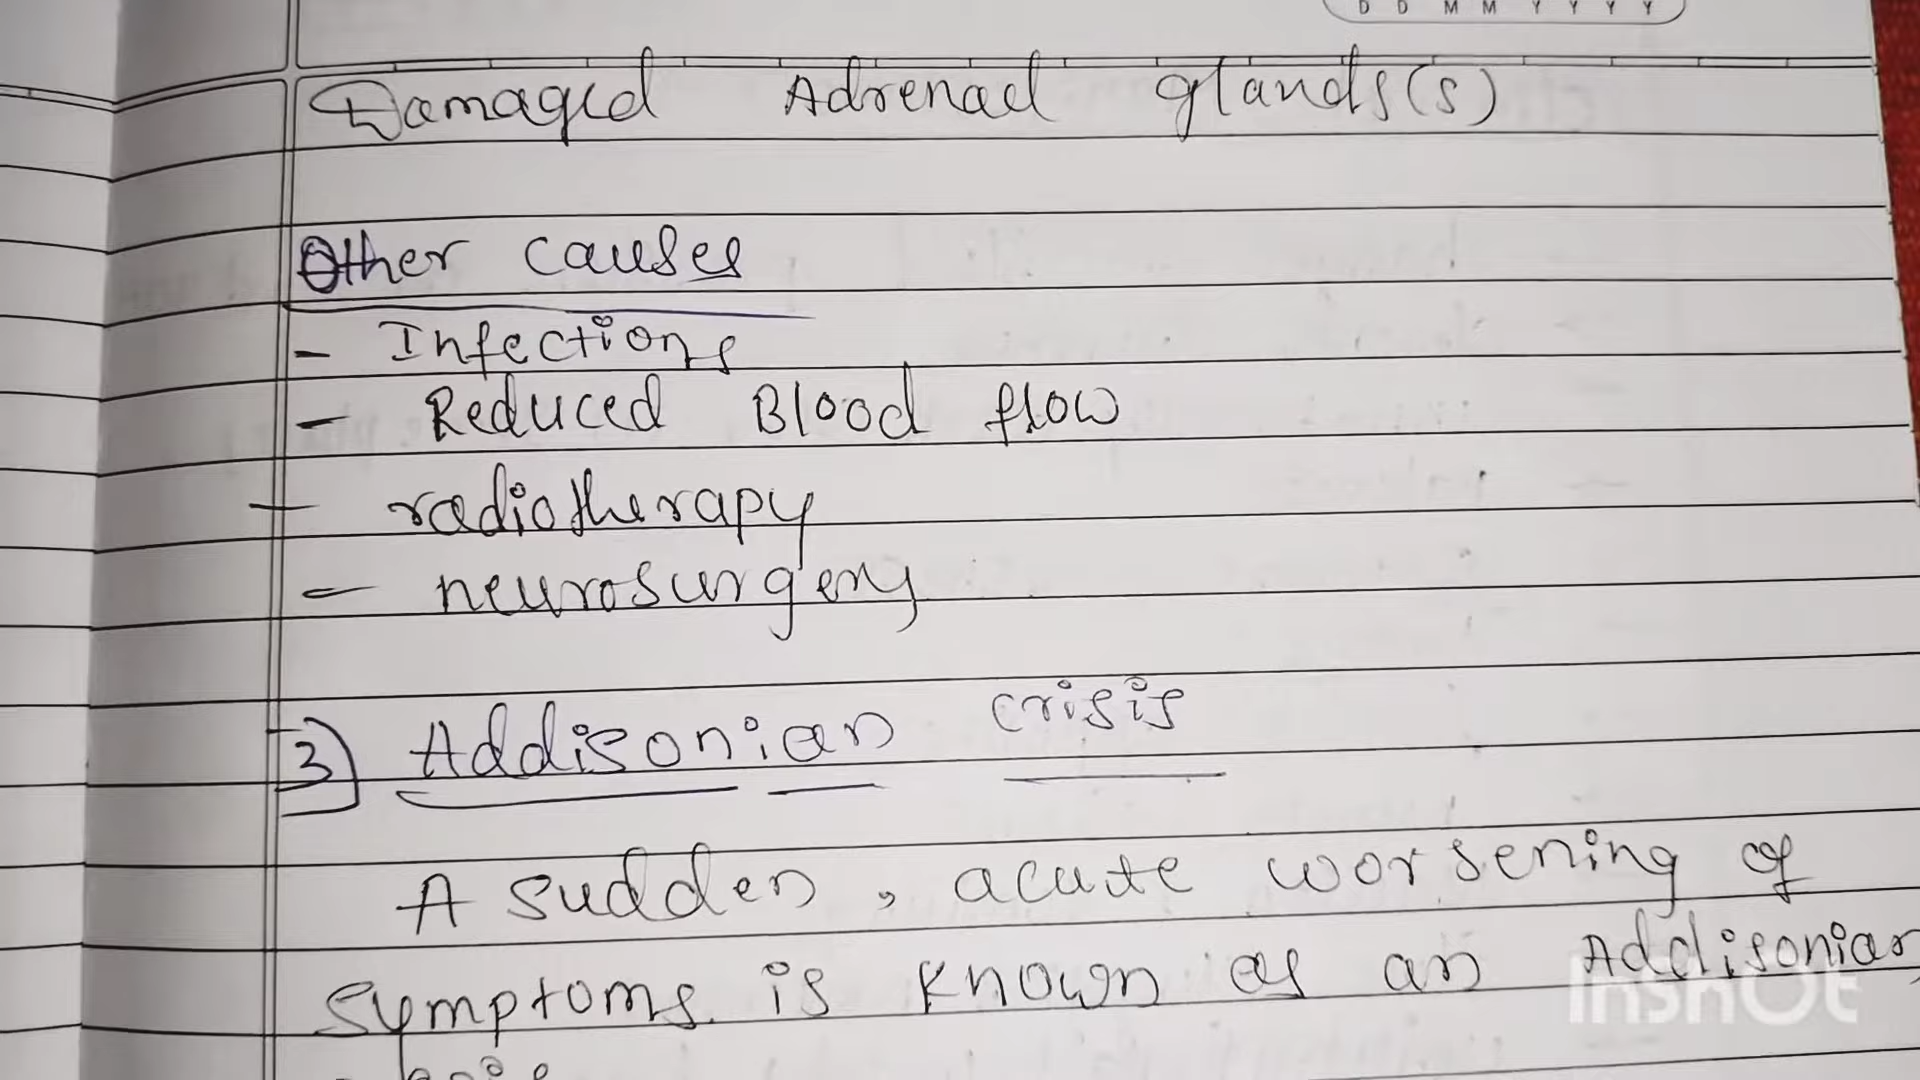 D D M M Y Y Y Y
Damaged Adrenal glands(s)
Other causes
- Infections
- Reduced Blood flow
- radiotherapy
- neurosurgery
3) Addisonian crisis
A sudden, acute worsening of
symptoms. is known as an Addisonian
InShOt